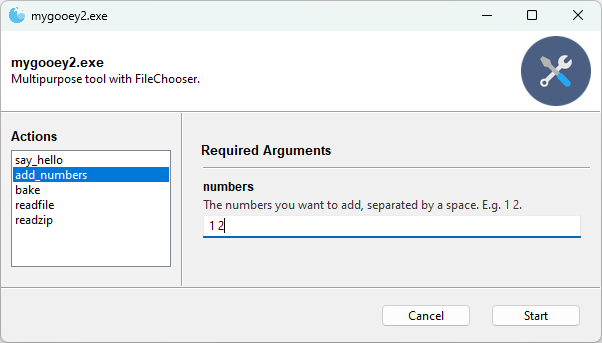 mygooey2.exe
mygooey2.exe
Multipurpose tool with FileChooser.
Actions
say_hello
add_numbers
bake
readfile
readzip
Required Arguments
numbers
The numbers you want to add, separated by a space. E.g. 1 2.
1 2
Cancel
Start